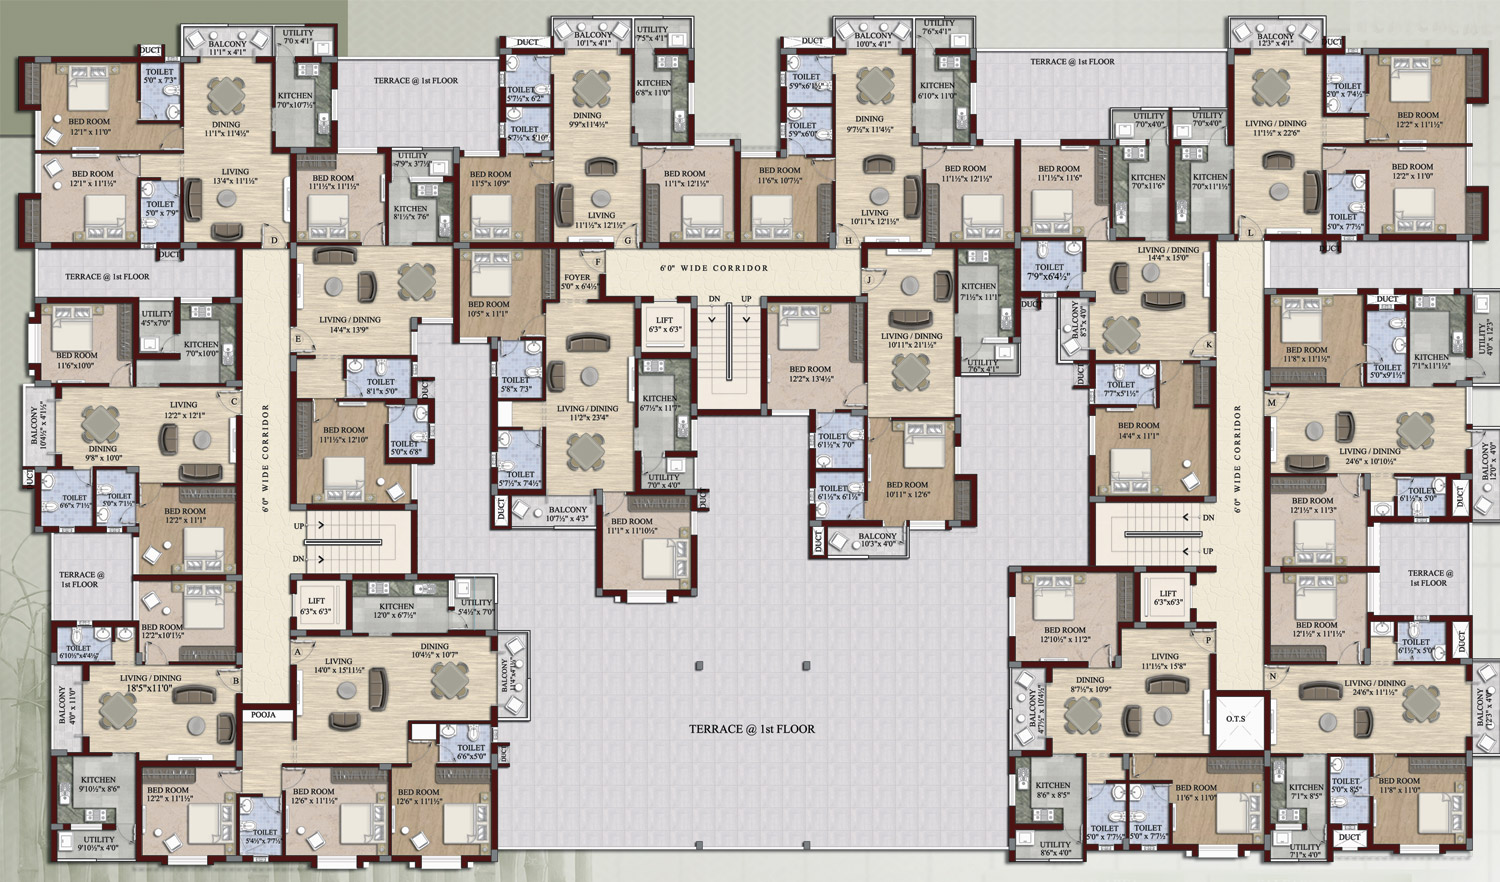 DUCT
BALCONY
11'1" x 4'1"
UTILITY
7'0 x 4'1"
TOILET
5'0" x 7'3"
BED ROOM
12'1" x 11'0"
DINING
11'1" x 11'4½"
KITCHEN
7'0"x10'7½"
TERRACE @ 1st FLOOR
BED ROOM
12'1" x 11'1½"
LIVING
13'4" x 11'1½"
TOILET
5'0" x 7'9"
D
DUCT
TERRACE @ 1st FLOOR
BED ROOM
11'1½" x 11'1½"
UTILITY
7'9"x 3'7½"
KITCHEN
8'1½" x 7'6"
DUCT
BALCONY
10'1" x 4'1"
UTILITY
7'5" x 4'1"
TOILET
5'7½" x 6'2"
TOILET
5'7½" x 5'10"
DINING
9'9"x11'4½"
KITCHEN
6'8" x 11'0"
BED ROOM
11'5" x 10'9"
LIVING
11'1½"x 12'1½"
G
BED ROOM
11'1" x 12'1½"
DUCT
BALCONY
10'0" x 4'1"
UTILITY
7'6"x4'1"
TOILET
5'9"x6'1½"
TOILET
5'9"x6'0"
DINING
9'7½" x 11'4½"
KITCHEN
6'10" x 11'0"
BED ROOM
11'6" x 10'7½"
LIVING
10'11" x 12'1½"
H
BED ROOM
11'1½" x 12'1½"
TERRACE @ 1st FLOOR
BED ROOM
11'1½" x 11'6"
UTILITY
7'0"x4'0"
KITCHEN
7'0"x11'6"
UTILITY
7'0"x4'0"
KITCHEN
7'0"x11'1½"
BALCONY
12'3" x 4'1"
DUCT
TOILET
5'0" x 7'4½"
BED ROOM
12'2" x 11'1½"
LIVING / DINING
11'1½" x 22'6"
BED ROOM
12'2" x 11'0"
TOILET
5'0"x 7'7½"
L
DUCT
BED ROOM
11'6"x10'0"
UTILITY
4'5"x7'0"
KITCHEN
7'0"x10'0"
C
LIVING
12'2" x 12'1"
BALCONY
10'4½" x 4'1½"
DINING
9'8" x 10'0"
DUCT
TOILET
6'6"x 7'1½"
TOILET
5'0"x 7'1½"
BED ROOM
12'2" x 11'1"
TERRACE @
1st FLOOR
6'0" WIDE CORRIDOR
LIVING / DINING
14'4" x 13'9"
E
TOILET
8'1"x 5'0"
DUCT
BED ROOM
11'1½" x 12'10"
TOILET
5'0"x 6'8"
UP
DN
BED ROOM
10'5" x 11'1"
FOYER
5'0" x 6'4½"
F
6'0" WIDE CORRIDOR
LIFT
6'3" x 6'3"
DN
UP
TOILET
5'8" x 7'3"
LIVING / DINING
11'2" x 23'4"
KITCHEN
6'7½" x 11'7"
TOILET
5'7½"x 7'4½"
UTILITY
7'0" x 4'0"
DUCT
BALCONY
10'7½" x 4'3"
BED ROOM
11'1" x 11'10½"
DUCT
J
LIVING / DINING
10'11" x 21'1½"
KITCHEN
7'1½" x 11'1"
UTILITY
7'6" x 4'1"
BED ROOM
12'2" x 13'4½"
TOILET
6'1½"x 7'0"
TOILET
6'1½"x 6'1½"
BED ROOM
10'11" x 12'6"
DUCT
BALCONY
10'3" x 4'0"
TOILET
7'9"x6'4½"
DUCT
BALCONY
8'3"x 4'0"
LIVING / DINING
14'4" x 15'0"
K
DUCT
TOILET
7'7"x5'1½"
BED ROOM
14'4" x 11'1"
DN
UP
6'0" WIDE CORRIDOR
BED ROOM
11'8" x 11'1½"
DUCT
TOILET
5'0"x9'1½"
KITCHEN
7'1"x11'1½"
UTILITY
4'0" x 12'3"
M
LIVING / DINING
24'6" x 10'10½"
BALCONY
12'0" x 4'0"
BED ROOM
12'1½" x 11'3"
TOILET
6'1½"x 5'0"
DUCT
TERRACE @
1st FLOOR
BED ROOM
12'1½" x 11'1½"
TOILET
6'1½"x 5'0"
DUCT
BED ROOM
12'2"x10'1½"
TOILET
6'10½"x4'4½"
LIVING / DINING
18'5"x11'0"
B
BALCONY
4'0" x 11'0"
KITCHEN
9'10½" x 8'6"
UTILITY
9'10½" x 4'0"
LIFT
6'3" x 6'3"
KITCHEN
12'0" x 6'7½"
UTILITY
5'4½"x 7'0"
A
LIVING
14'0" x 15'11½"
DINING
10'4½" x 10'7"
BALCONY
11'4"x4'1½"
POOJA
TOILET
6'6"x5'0"
DUCT
BED ROOM
12'2" x 11'1½"
TOILET
5'4½"x 7'7½"
BED ROOM
12'6" x 11'1½"
BED ROOM
12'6" x 11'1½"
TERRACE @ 1st FLOOR
BED ROOM
12'10½" x 11'2"
LIFT
6'3"x6'3"
P
LIVING
11'1½" x 15'8"
DINING
8'7½" x 10'9"
BALCONY
4'7½" x 10'4½"
O.T.S
N
LIVING / DINING
24'6" x 11'1½"
BALCONY
12'3" x 4'0"
KITCHEN
8'6" x 8'5"
UTILITY
8'6" x 4'0"
TOILET
5'0" x 7'7½"
TOILET
5'0" x 7'7½"
BED ROOM
11'6" x 11'0"
KITCHEN
7'1" x 8'5"
UTILITY
7'1" x 4'0"
TOILET
5'0"x 8'5"
DUCT
BED ROOM
11'8" x 11'0"